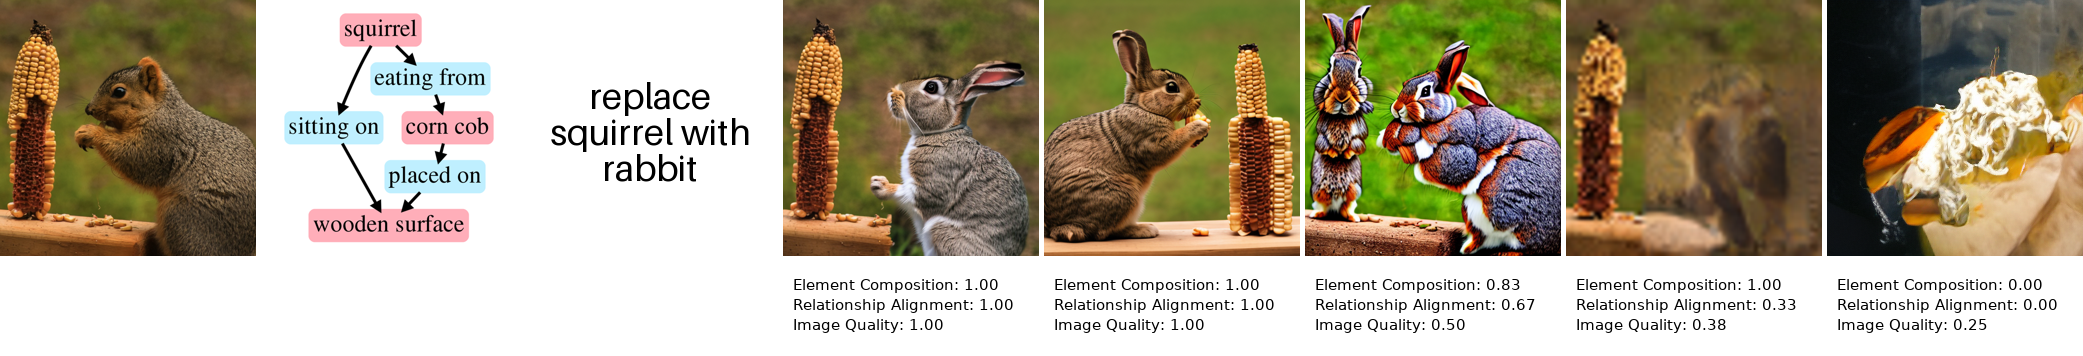 squirrel
eating from
sitting on
corn cob
placed on
wooden surface
replace
squirrel with
rabbit
Element Composition: 1.00
Relationship Alignment: 1.00
Image Quality: 1.00
Element Composition: 1.00
Relationship Alignment: 1.00
Image Quality: 1.00
Element Composition: 0.83
Relationship Alignment: 0.67
Image Quality: 0.50
Element Composition: 1.00
Relationship Alignment: 0.33
Image Quality: 0.38
Element Composition: 0.00
Relationship Alignment: 0.00
Image Quality: 0.25